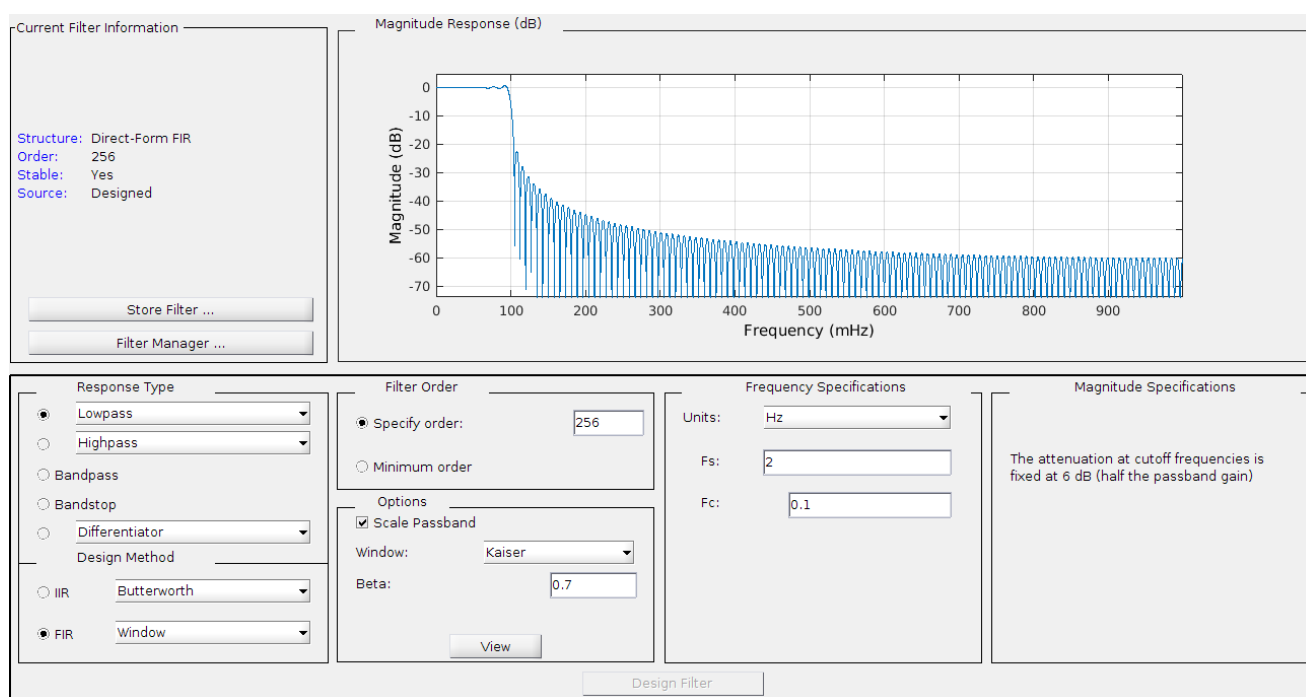 Current Filter Information
Structure: Direct-Form FIR
Order: 256
Stable: Yes
Source: Designed
Store Filter ...
Filter Manager ...
Magnitude Response (dB)
Magnitude (dB)
0
-10
-20
-30
-40
-50
-60
-70
0 100 200 300 400 500 600 700 800 900
Frequency (mHz)
Response Type
Lowpass
Highpass
Bandpass
Bandstop
Differentiator
Design Method
IIR Butterworth
FIR Window
Filter Order
Specify order: 256
Minimum order
Options
Scale Passband
Window: Kaiser
Beta: 0.7
View
Frequency Specifications
Units: Hz
Fs: 2
Fc: 0.1
Magnitude Specifications
The attenuation at cutoff frequencies is
fixed at 6 dB (half the passband gain)
Design Filter